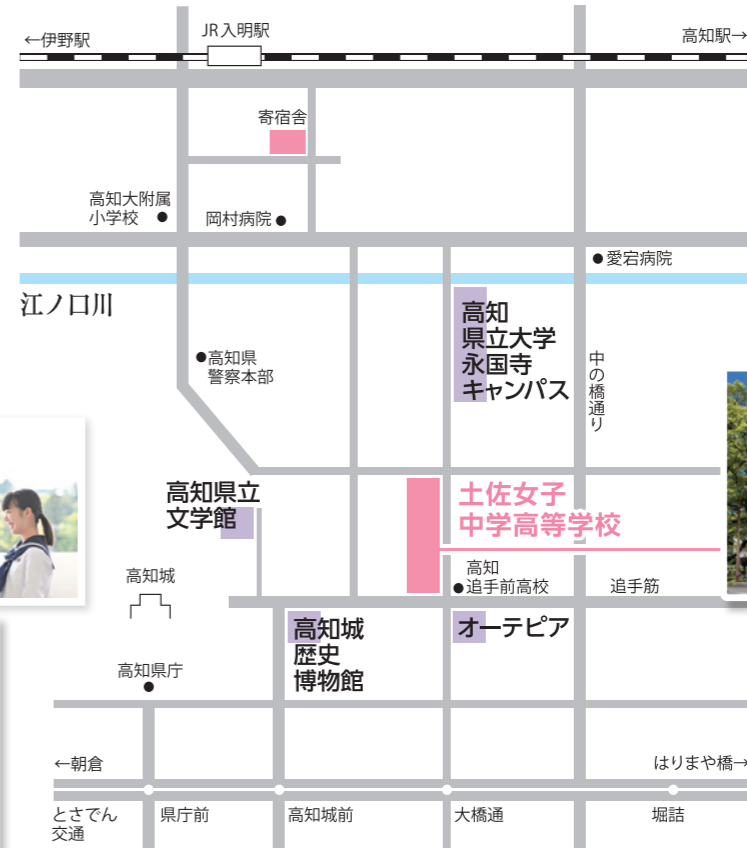 ←伊野駅
JR入明駅
高知駅→
寄宿舎
高知大附属
小学校
岡村病院
愛宕病院
江ノ口川
高知
県立大学
永国寺
キャンパス
高知県
警察本部
中の橋通り
高知県立
文学館
土佐女子
中学高等学校
高知城
高知
追手前高校
追手筋
高知城
歴史
博物館
オーテピア
高知県庁
←朝倉
はりまや橋→
とさでん
交通
県庁前
高知城前
大橋通
堀詰